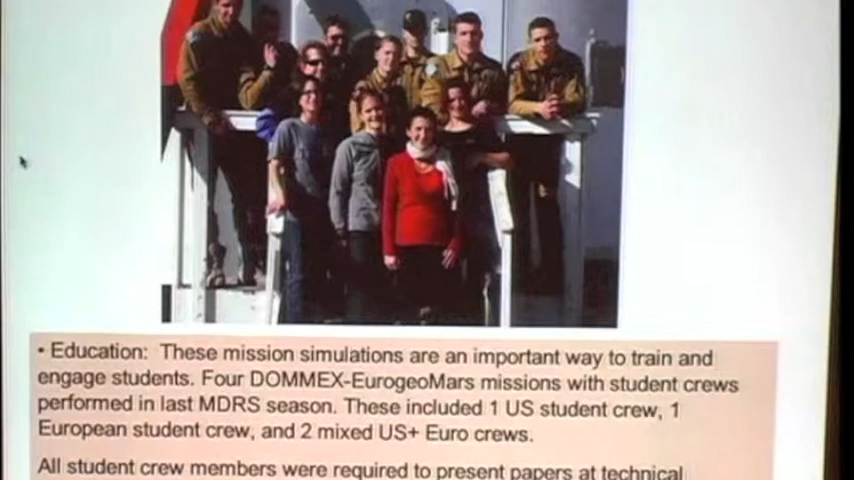 • Education: These mission simulations are an important way to train and
engage students. Four DOMMEX-EurogeoMars missions with student crews
performed in last MDRS season. These included 1 US student crew, 1
European student crew, and 2 mixed US+ Euro crews.
All student crew members were required to present papers at technical